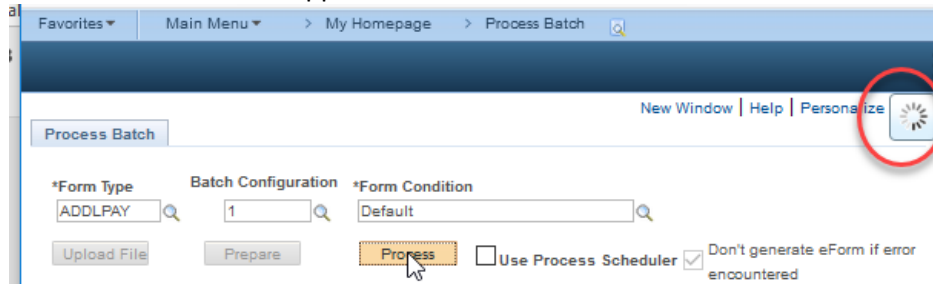 Favorites Main Menu > My Homepage > Process Batch
New Window | Help | Personalize
Process Batch
*Form Type Batch Configuration *Form Condition
ADDLPAY 1 Default
Upload File Prepare Process Use Process Scheduler Don't generate eForm if error
encountered